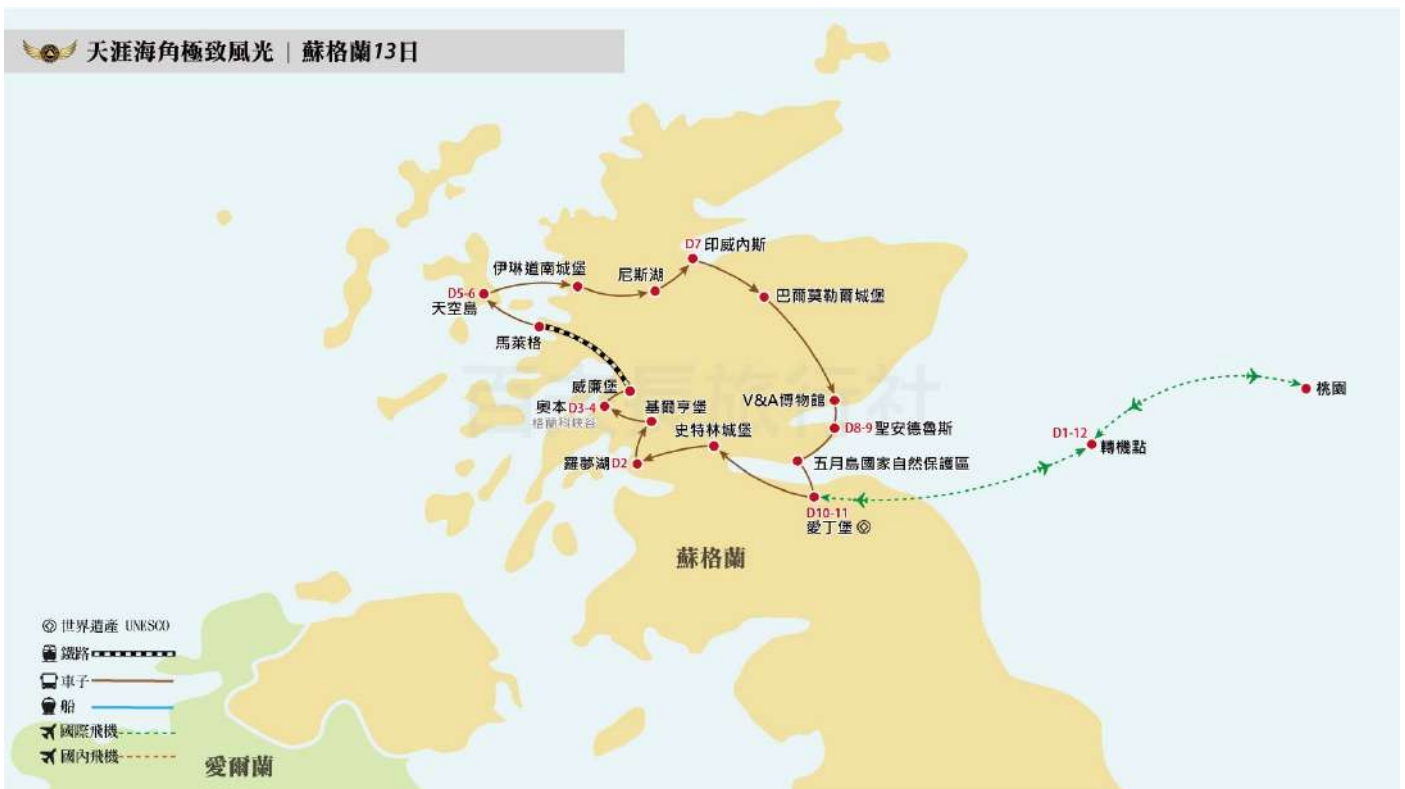 天涯海角極致風光 | 蘇格蘭13日
D7 印威內斯
伊琳道南城堡
尼斯湖
D5-6
天空島
巴爾莫勒爾城堡
馬萊格
威廉堡
桃園
奧本 D3-4
格蘭科峽谷
基爾亨堡
V&A博物館
史特林城堡
D8-9 聖安德魯斯
D1-12
轉機點
羅夢湖 D2
五月島國家自然保護區
D10-11
愛丁堡
蘇格蘭
世界遺產 UNESCO
鐵路
車子
船
國際飛機
國內飛機
愛爾蘭